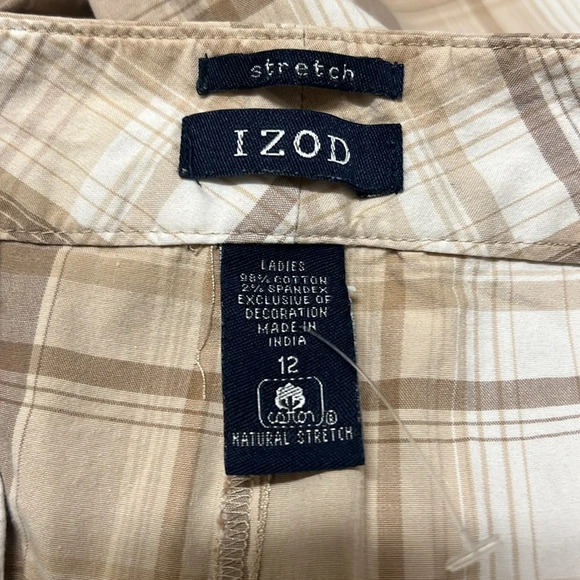 stretch
IZOD
LADIES
98% COTTON
2% SPANDEX
EXCLUSIVE OF
DECORATION
MADE IN
INDIA
12
cotton ®
NATURAL STRETCH